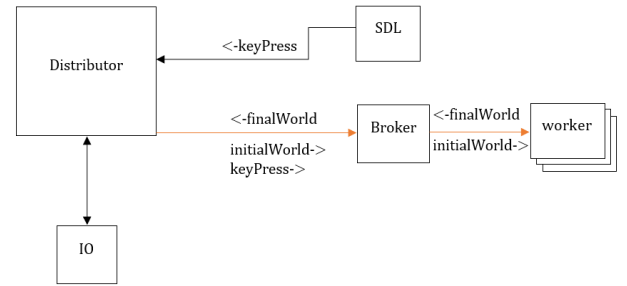 SDL
<-keyPress
Distributor
<-finalWorld
<-finalWorld
Broker
worker
initialWorld->
initialWorld->
keyPress->
IO